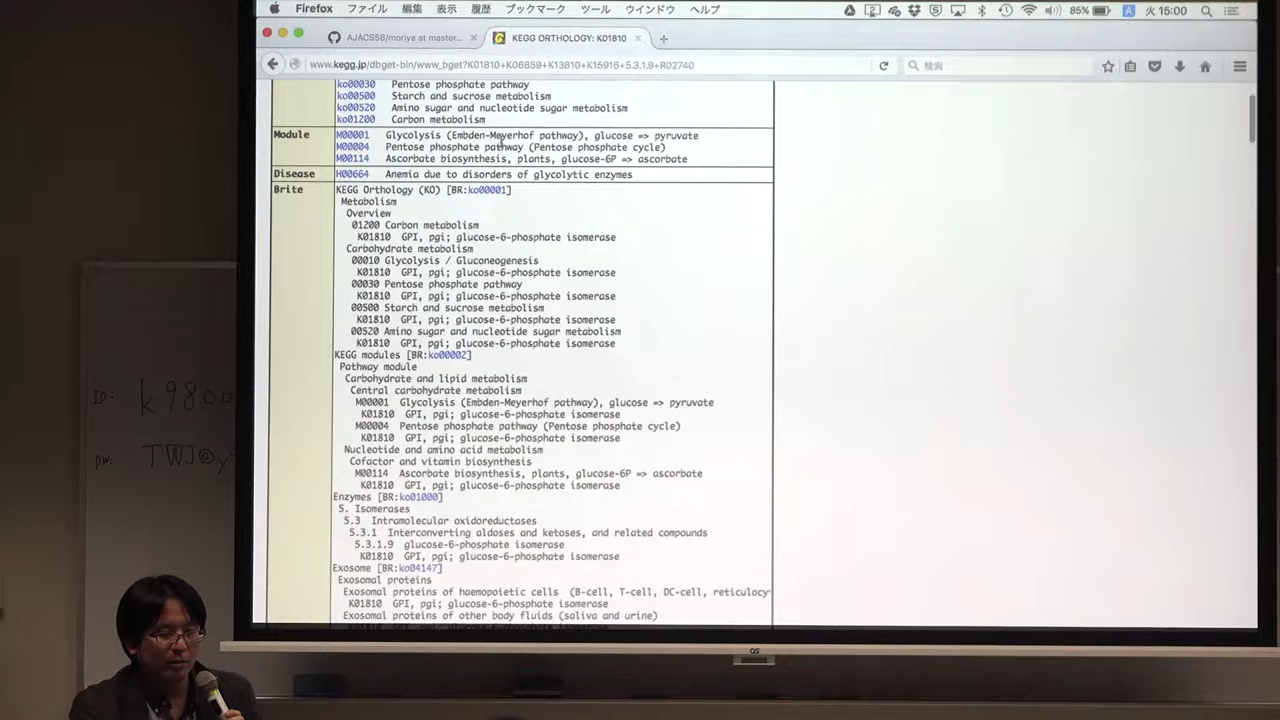 Firefox ファイル 編集 表示 履歴 ブックマーク ツール ウインドウ ヘルプ 85% A 火 15:00
AJACS58/moriya at master... × KEGG ORTHOLOGY: K01810 × +
www.kegg.jp/dbget-bin/www_bget?K01810+K06859+K13810+K15916+5.3.1.9+R02740 検索
ko00030 Pentose phosphate pathway
ko00500 Starch and sucrose metabolism
ko00520 Amino sugar and nucleotide sugar metabolism
ko01200 Carbon metabolism
Module M00001 Glycolysis (Embden-Meyerhof pathway), glucose => pyruvate
M00004 Pentose phosphate pathway (Pentose phosphate cycle)
M00114 Ascorbate biosynthesis, plants, glucose-6P => ascorbate
Disease H00664 Anemia due to disorders of glycolytic enzymes
Brite KEGG Orthology (KO) [BR:ko00001]
Metabolism
Overview
01200 Carbon metabolism
K01810 GPI, pgi; glucose-6-phosphate isomerase
Carbohydrate metabolism
00010 Glycolysis / Gluconeogenesis
K01810 GPI, pgi; glucose-6-phosphate isomerase
00030 Pentose phosphate pathway
K01810 GPI, pgi; glucose-6-phosphate isomerase
00500 Starch and sucrose metabolism
K01810 GPI, pgi; glucose-6-phosphate isomerase
00520 Amino sugar and nucleotide sugar metabolism
K01810 GPI, pgi; glucose-6-phosphate isomerase
KEGG modules [BR:ko00002]
Pathway module
Carbohydrate and lipid metabolism
Central carbohydrate metabolism
M00001 Glycolysis (Embden-Meyerhof pathway), glucose => pyruvate
K01810 GPI, pgi; glucose-6-phosphate isomerase
M00004 Pentose phosphate pathway (Pentose phosphate cycle)
K01810 GPI, pgi; glucose-6-phosphate isomerase
Nucleotide and amino acid metabolism
Cofactor and vitamin biosynthesis
M00114 Ascorbate biosynthesis, plants, glucose-6P => ascorbate
K01810 GPI, pgi; glucose-6-phosphate isomerase
Enzymes [BR:ko01000]
5. Isomerases
5.3 Intramolecular oxidoreductases
5.3.1 Interconverting aldoses and ketoses, and related compounds
5.3.1.9 glucose-6-phosphate isomerase
K01810 GPI, pgi; glucose-6-phosphate isomerase
Exosome [BR:ko04147]
Exosomal proteins
Exosomal proteins of haemopoietic cells (B-cell, T-cell, DC-cell, reticulocy
K01810 GPI, pgi; glucose-6-phosphate isomerase
Exosomal proteins of other body fluids (saliva and urine)
ID: k9800
pw: TWJ@y
OS